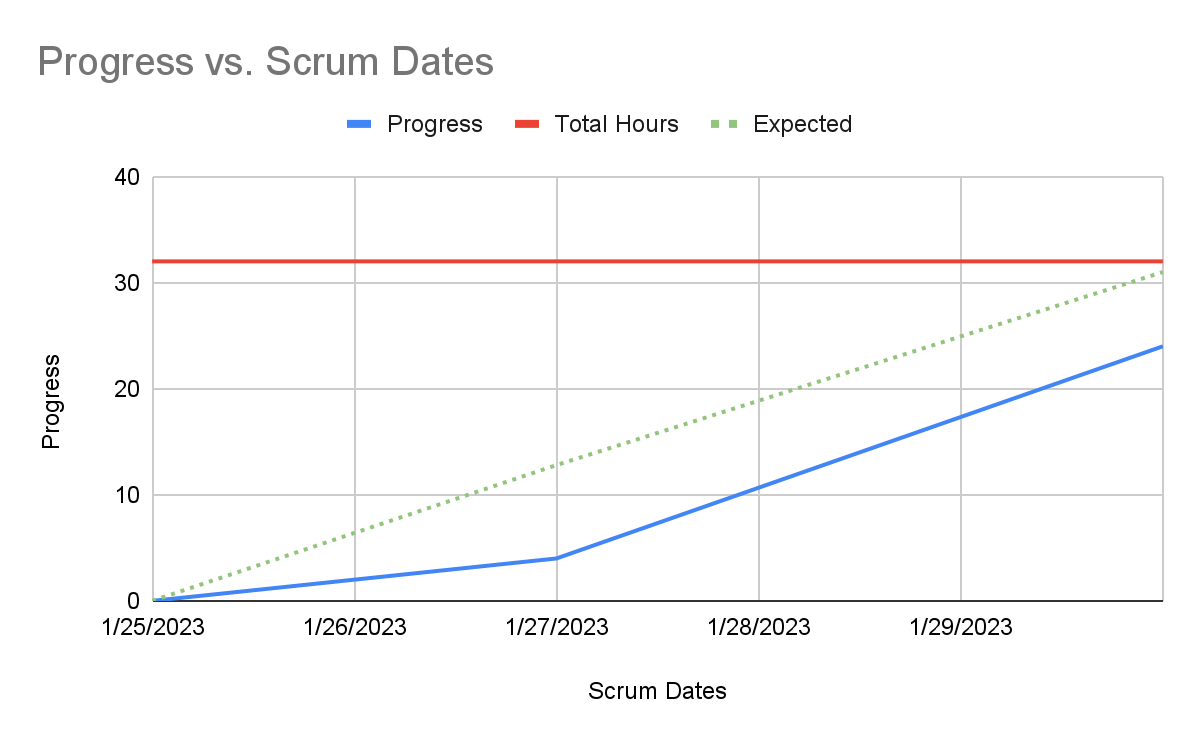 Progress vs. Scrum Dates
Progress Total Hours Expected
40
30
20
10
0
Progress
1/25/2023 1/26/2023 1/27/2023 1/28/2023 1/29/2023
Scrum Dates